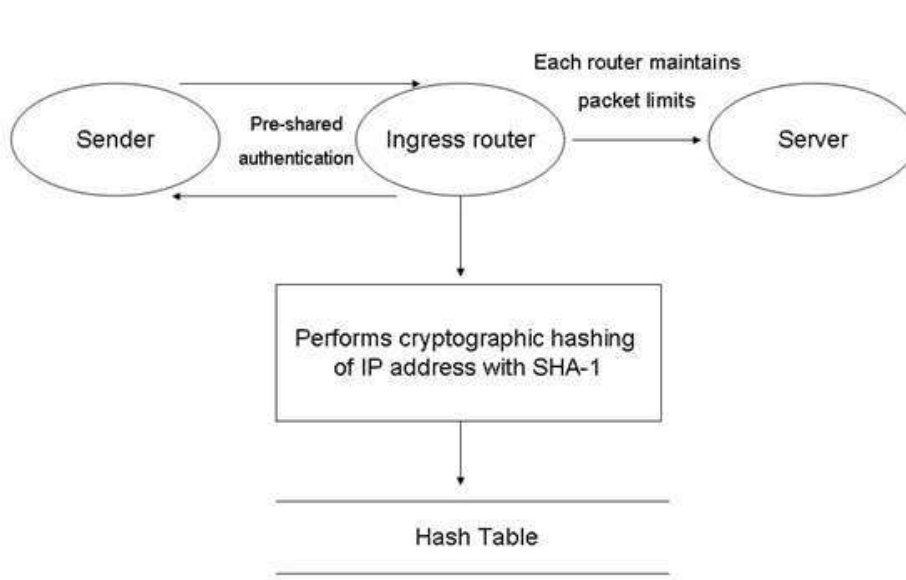 Each router maintains
packet limits
Sender
Pre-shared
authentication
Ingress router
Server
Performs cryptographic hashing
of IP address with SHA-1
Hash Table